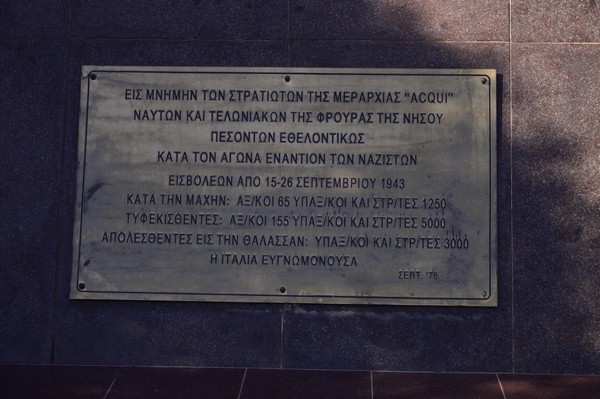 ΕΙΣ ΜΝΗΜΗΝ ΤΩΝ ΣΤΡΑΤΙΩΤΩΝ ΤΗΣ ΜΕΡΑΡΧΙΑΣ "ACQUI"
ΝΑΥΤΩΝ ΚΑΙ ΤΕΛΩΝΙΑΚΩΝ ΤΗΣ ΦΡΟΥΡΑΣ ΤΗΣ ΝΗΣΟΥ
ΠΕΣΟΝΤΩΝ ΕΘΕΛΟΝΤΙΚΩΣ
ΚΑΤΑ ΤΟΝ ΑΓΩΝΑ ΕΝΑΝΤΙΟΝ ΤΩΝ ΝΑΖΙΣΤΩΝ
ΕΙΣΒΟΛΕΩΝ ΑΠΟ 15-26 ΣΕΠΤΕΜΒΡΙΟΥ 1943
ΚΑΤΑ ΤΗΝ ΜΑΧΗΝ: ΑΞ/ΚΟΙ 65 ΥΠΑΞ/ΚΟΙ ΚΑΙ ΣΤΡ/ΤΕΣ 1250
ΤΥΦΕΚΙΣΘΕΝΤΕΣ: ΑΞ/ΚΟΙ 155 ΥΠΑΞ/ΚΟΙ ΚΑΙ ΣΤΡ/ΤΕΣ 5000
ΑΠΟΛΕΣΘΕΝΤΕΣ ΕΙΣ ΤΗΝ ΘΑΛΑΣΣΑΝ: ΥΠΑΞ/ΚΟΙ ΚΑΙ ΣΤΡ/ΤΕΣ 3000
Η ΙΤΑΛΙΑ ΕΥΓΝΩΜΟΝΟΥΣΑ
ΣΕΠΤ. '78